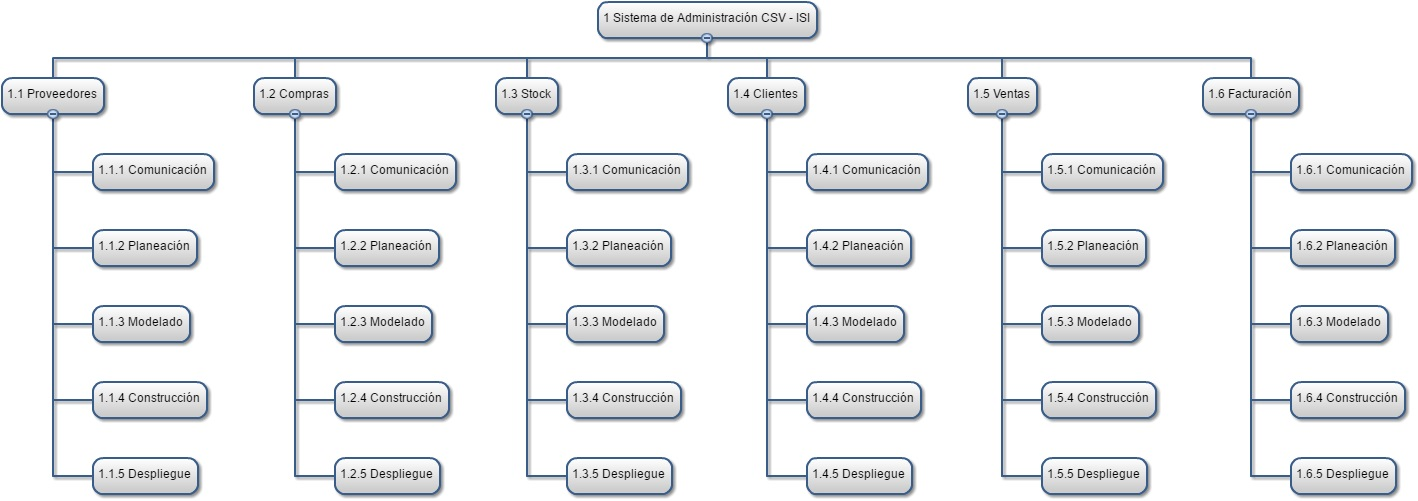 1 Sistema de Administración CSV - ISI
1.1 Proveedores
1.2 Compras
1.3 Stock
1.4 Clientes
1.5 Ventas
1.6 Facturación
1.1.1 Comunicación
1.2.1 Comunicación
1.3.1 Comunicación
1.4.1 Comunicación
1.5.1 Comunicación
1.6.1 Comunicación
1.1.2 Planeación
1.2.2 Planeación
1.3.2 Planeación
1.4.2 Planeación
1.5.2 Planeación
1.6.2 Planeación
1.1.3 Modelado
1.2.3 Modelado
1.3.3 Modelado
1.4.3 Modelado
1.5.3 Modelado
1.6.3 Modelado
1.1.4 Construcción
1.2.4 Construcción
1.3.4 Construcción
1.4.4 Construcción
1.5.4 Construcción
1.6.4 Construcción
1.1.5 Despliegue
1.2.5 Despliegue
1.3.5 Despliegue
1.4.5 Despliegue
1.5.5 Despliegue
1.6.5 Despliegue